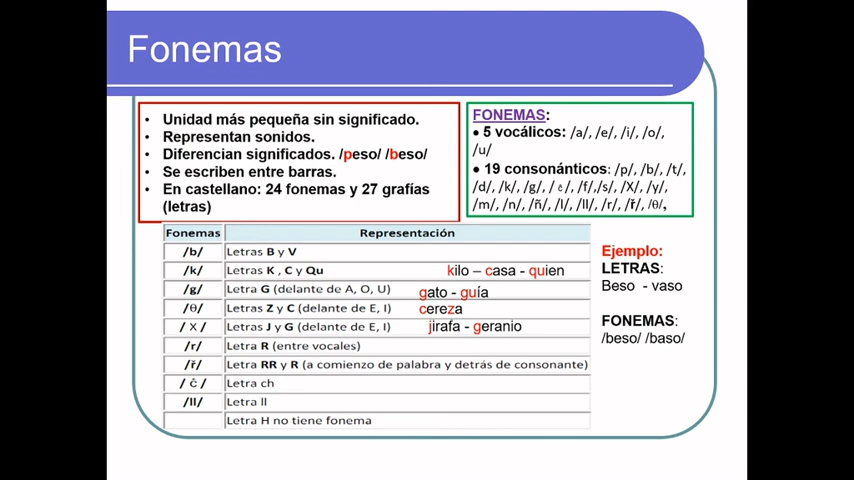 Fonemas
• Unidad más pequeña sin significado.
• Representan sonidos.
• Diferencian significados. /peso/ /beso/
• Se escriben entre barras.
• En castellano: 24 fonemas y 27 grafías
(letras)
FONEMAS:
• 5 vocálicos: /a/, /e/, /i/, /o/,
/u/
• 19 consonánticos: /p/, /b/, /t/,
/d/, /k/, /g/, /ĉ/, /f/,/s/, /X/, /y/,
/m/, /n/, /ñ/, /l/, /ll/, /r/, /ř/, /θ/,
Fonemas Representación
/b/ Letras B y V
/k/ Letras K , C y Qu kilo – casa - quien
/g/ Letra G (delante de A, O, U) gato - guía
/θ/ Letras Z y C (delante de E, I) cereza
/ X / Letras J y G (delante de E, I) jirafa - geranio
/r/ Letra R (entre vocales)
/ř/ Letra RR y R (a comienzo de palabra y detrás de consonante)
/ ĉ / Letra ch
/ll/ Letra ll
Letra H no tiene fonema
Ejemplo:
LETRAS:
Beso - vaso
FONEMAS:
/beso/ /baso/